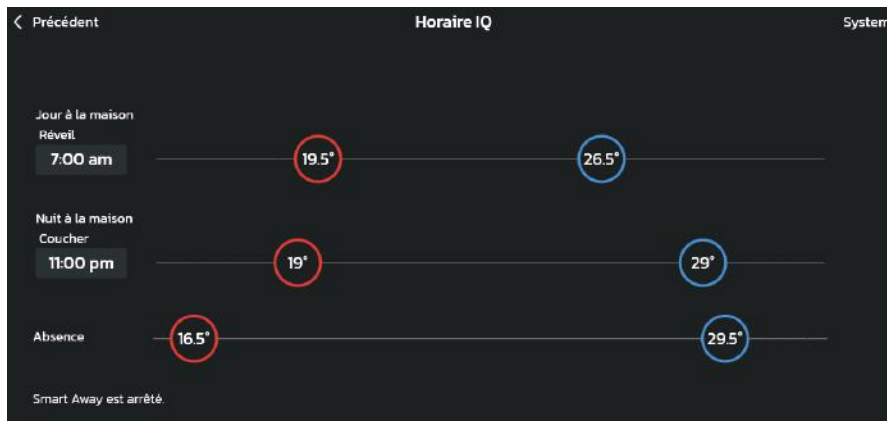 Précédent
Horaire IQ
System
Jour à la maison
Réveil
7:00 am
19.5°
26.5°
Nuit à la maison
Coucher
11:00 pm
19°
29°
Absence
16.5°
29.5°
Smart Away est arrêté.